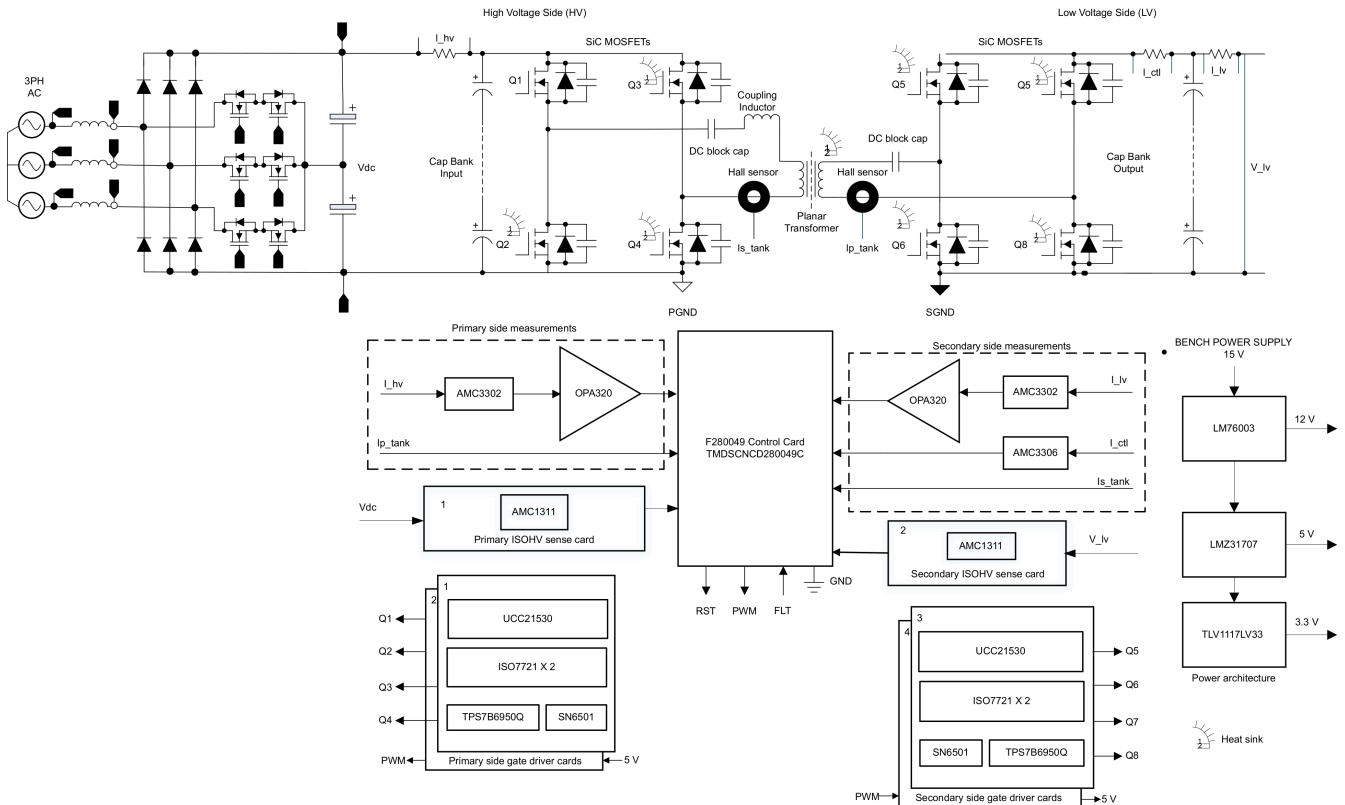 High Voltage Side (HV)
Low Voltage Side (LV)
3PH
AC
I_hv
SiC MOSFETs
SiC MOSFETs
Q1
Q3
Q5
Q5
I_ctl
I_lv
Coupling
Inductor
DC block cap
DC block cap
Vdc
Cap Bank
Input
Hall sensor
Hall sensor
Cap Bank
Output
V_lv
Planar
Transformer
Q2
Q4
Is_tank
Ip_tank
Q6
Q8
PGND
SGND
Primary side measurements
I_hv
AMC3302
OPA320
Ip_tank
Vdc
1
AMC1311
Primary ISOHV sense card
F280049 Control Card
TMDSCNCD280049C
RST
PWM
FLT
GND
Secondary side measurements
OPA320
AMC3302
I_lv
AMC3306
I_ctl
Is_tank
2
AMC1311
V_lv
Secondary ISOHV sense card
BENCH POWER SUPPLY
15 V
LM76003
12 V
LMZ31707
5 V
TLV1117LV33
3.3 V
Power architecture
1
2
UCC21530
ISO7721 X 2
TPS7B6950Q
SN6501
Q1
Q2
Q3
Q4
PWM
Primary side gate driver cards
5 V
3
4
UCC21530
ISO7721 X 2
SN6501
TPS7B6950Q
Q5
Q6
Q7
Q8
PWM
Secondary side gate driver cards
5 V
Heat sink